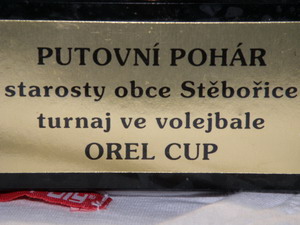 PUTOVNÍ POHÁR
starosty obce Stěbořice
turnaj ve volejbale
OREL CUP